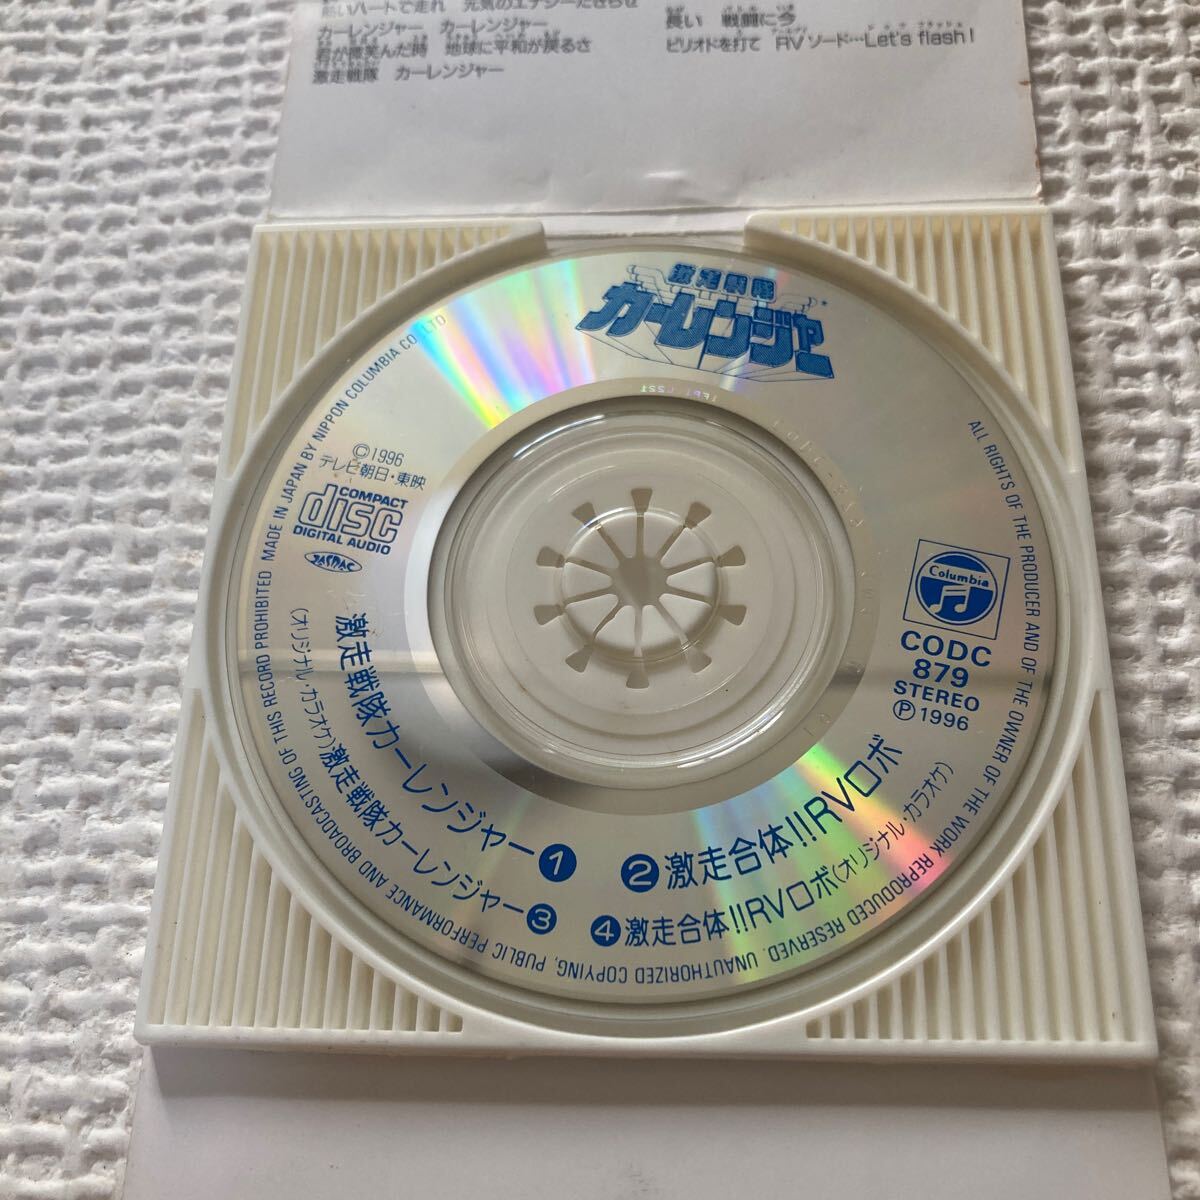 熱いハートで走れ 元気のエナジーたぎらせ
カーレンジャー カーレンジャー
君が微笑んだ時 地球に平和が戻るさ
激走戦隊 カーレンジャー
長い 戦闘に今
ピリオドを打て RVソード…Let's flash!
激走戦隊
カーレンジャー
©1996
テレビ朝日・東映
COMPACT
disc
DIGITAL AUDIO
JASRAC
Columbia
CODC
879
STEREO
Ⓟ1996
激走戦隊カーレンジャー 1
2 激走合体!!RVロボ
(オリジナル・カラオケ)激走戦隊カーレンジャー 3
4 激走合体!!RVロボ(オリジナル・カラオケ)
ALL RIGHTS OF THE PRODUCER AND OF THE OWNER OF THE WORK REPRODUCED RESERVED. UNAUTHORIZED COPYING, PUBLIC PERFORMANCE AND BROADCASTING OF THIS RECORD PROHIBITED MADE IN JAPAN BY NIPPON COLUMBIA CO., LTD